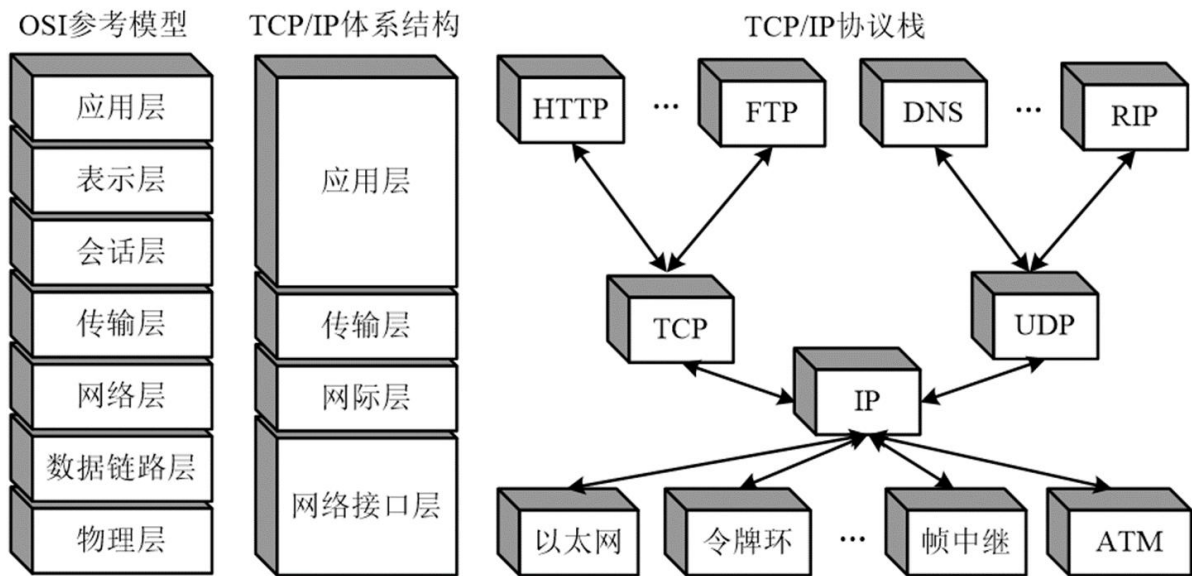 OSI参考模型
应用层
表示层
会话层
传输层
网络层
数据链路层
物理层
TCP/IP体系结构
应用层
传输层
网际层
网络接口层
TCP/IP协议栈
HTTP ... FTP DNS ... RIP
TCP UDP
IP
以太网 令牌环 ... 帧中继 ATM